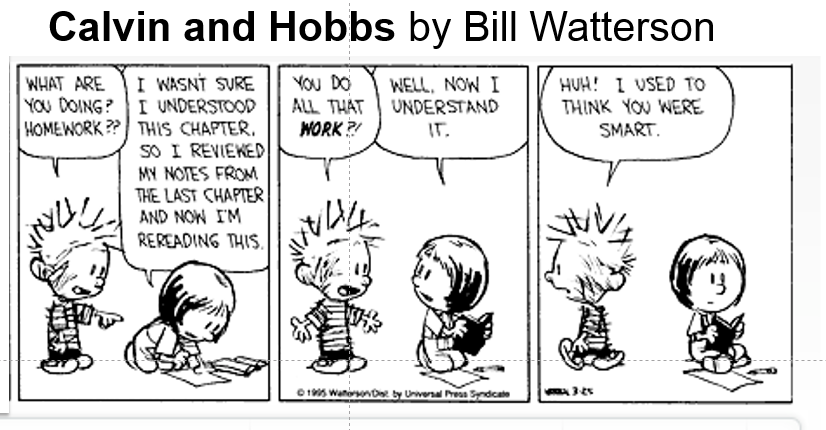 Calvin and Hobbs by Bill Watterson
WHAT ARE
YOU DOING?
HOMEWORK??
I WASN'T SURE
I UNDERSTOOD
THIS CHAPTER,
SO I REVIEWED
MY NOTES FROM
THE LAST CHAPTER
AND NOW I'M
REREADING THIS.
YOU DO
ALL THAT
WORK?!
WELL, NOW I
UNDERSTAND
IT.
HUH! I USED TO
THINK YOU WERE
SMART.
© 1995 Watterson/Dist. by Universal Press Syndicate
3-25